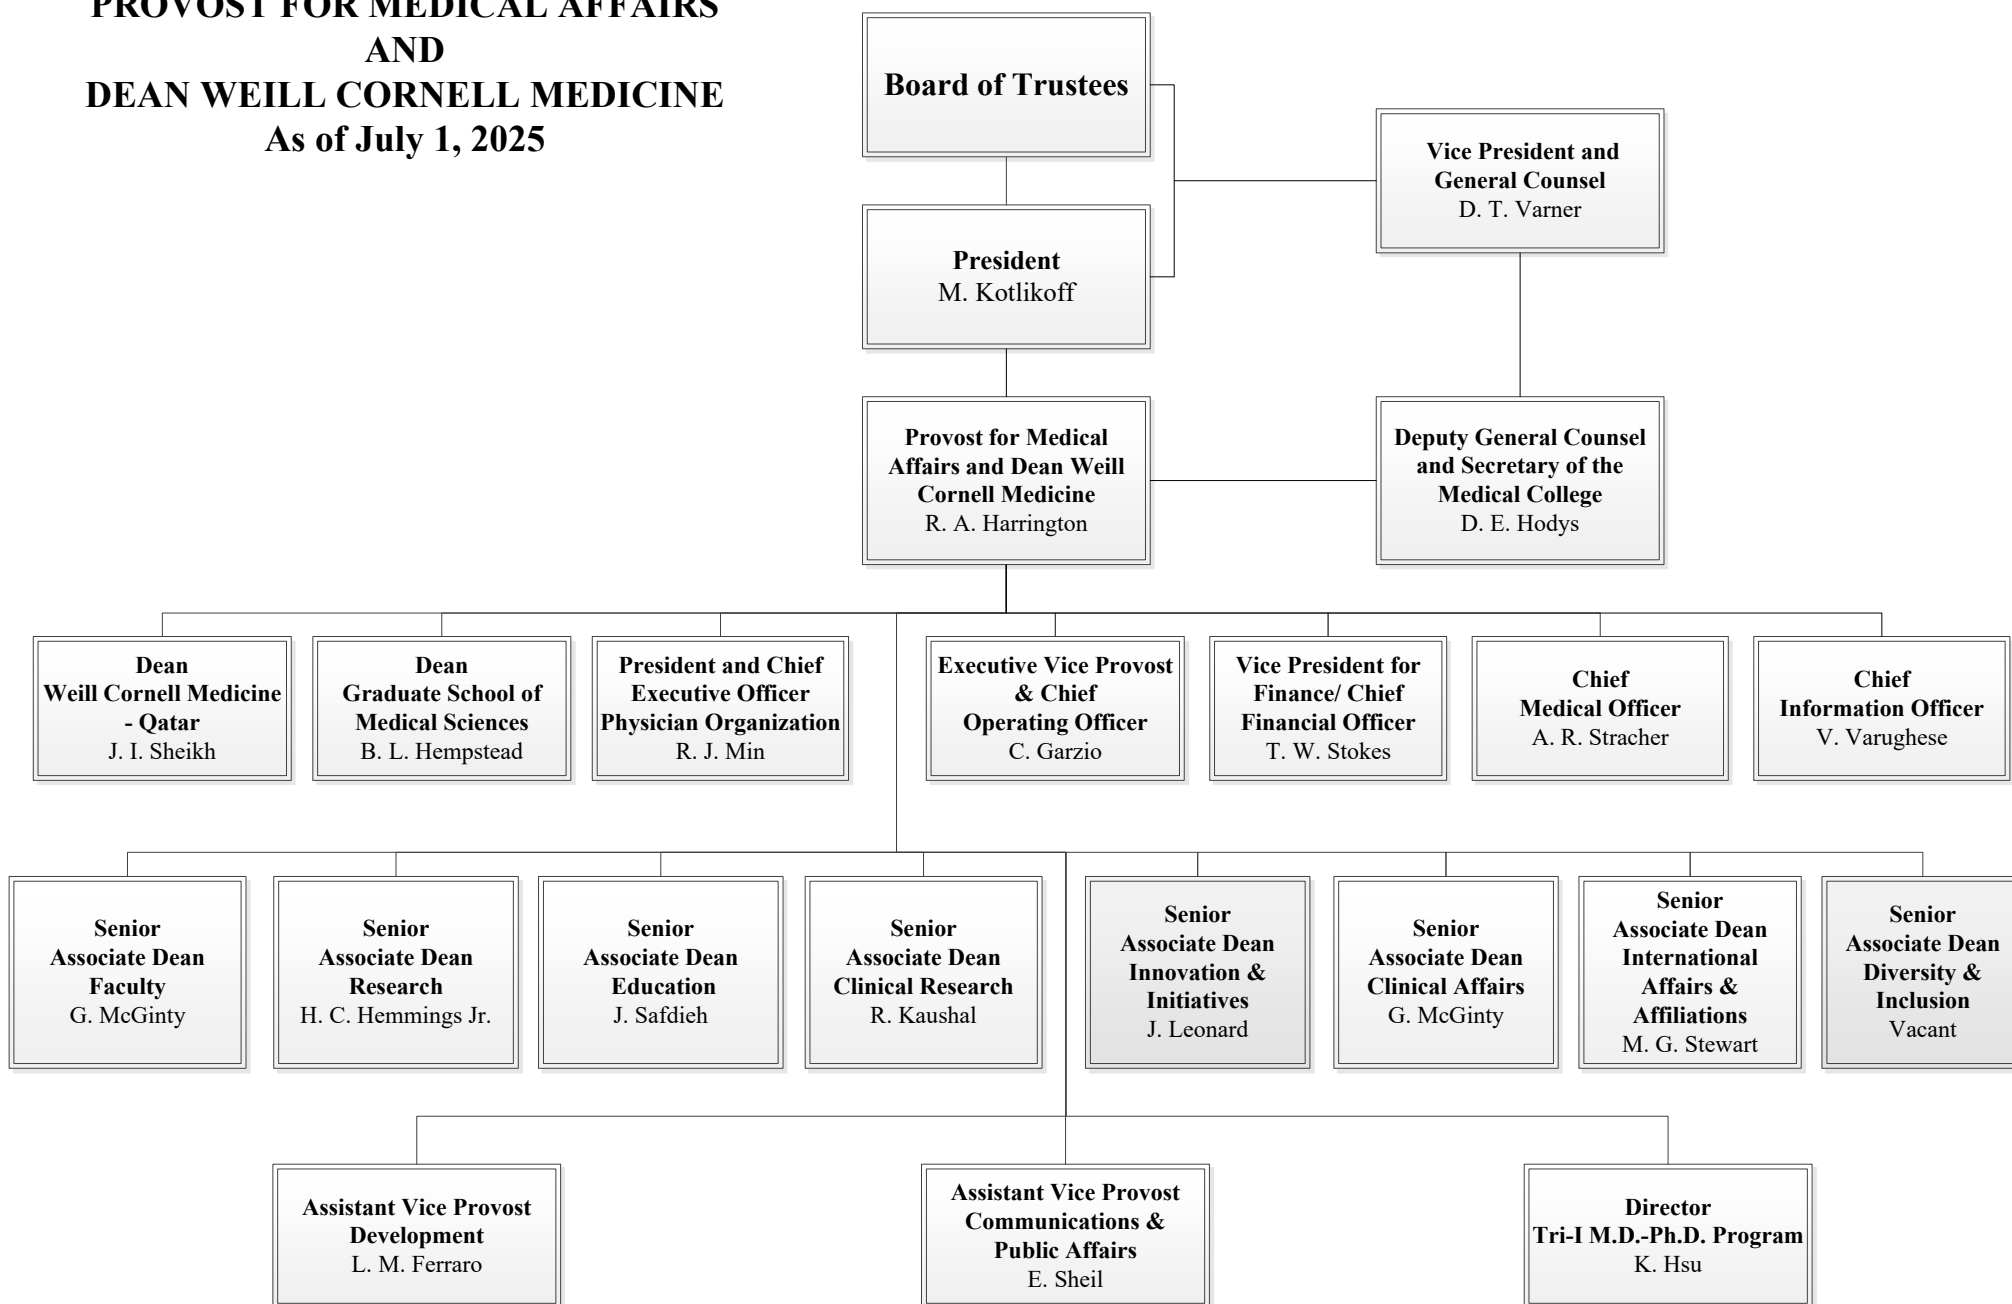 PROVOST FOR MEDICAL AFFAIRS
AND
DEAN WEILL CORNELL MEDICINE
As of July 1, 2025
Board of Trustees
Vice President and
General Counsel
D. T. Varner
President
M. Kotlikoff
Provost for Medical
Affairs and Dean Weill
Cornell Medicine
R. A. Harrington
Deputy General Counsel
and Secretary of the
Medical College
D. E. Hodys
Dean
Weill Cornell Medicine
- Qatar
J. I. Sheikh
Dean
Graduate School of
Medical Sciences
B. L. Hempstead
President and Chief
Executive Officer
Physician Organization
R. J. Min
Executive Vice Provost
& Chief
Operating Officer
C. Garzio
Vice President for
Finance/ Chief
Financial Officer
T. W. Stokes
Chief
Medical Officer
A. R. Stracher
Chief
Information Officer
V. Varughese
Senior
Associate Dean
Faculty
G. McGinty
Senior
Associate Dean
Research
H. C. Hemmings Jr.
Senior
Associate Dean
Education
J. Safdieh
Senior
Associate Dean
Clinical Research
R. Kaushal
Senior
Associate Dean
Innovation &
Initiatives
J. Leonard
Senior
Associate Dean
Clinical Affairs
G. McGinty
Senior
Associate Dean
International
Affairs &
Affiliations
M. G. Stewart
Senior
Associate Dean
Diversity &
Inclusion
Vacant
Assistant Vice Provost
Development
L. M. Ferraro
Assistant Vice Provost
Communications &
Public Affairs
E. Sheil
Director
Tri-I M.D.-Ph.D. Program
K. Hsu